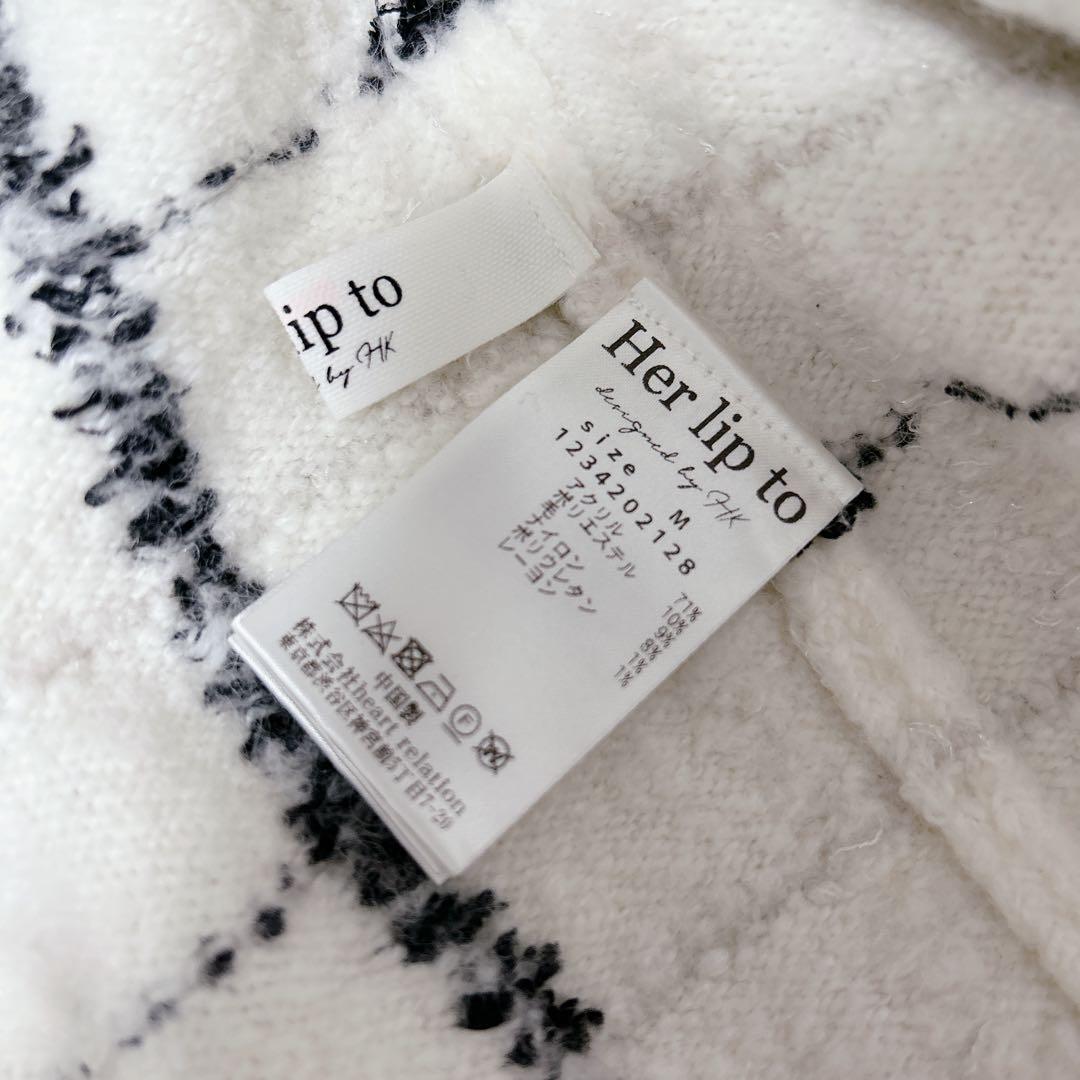 ip to
by HK
Her lip to
designed by HK
size M
1234202128
アクリル 71%
ポリエステル 10%
毛 9%
ナイロン 8%
ポリウレタン 1%
レーヨン 1%
中国製
株式会社heart relation
東京都渋谷区神宮前5丁目7-20